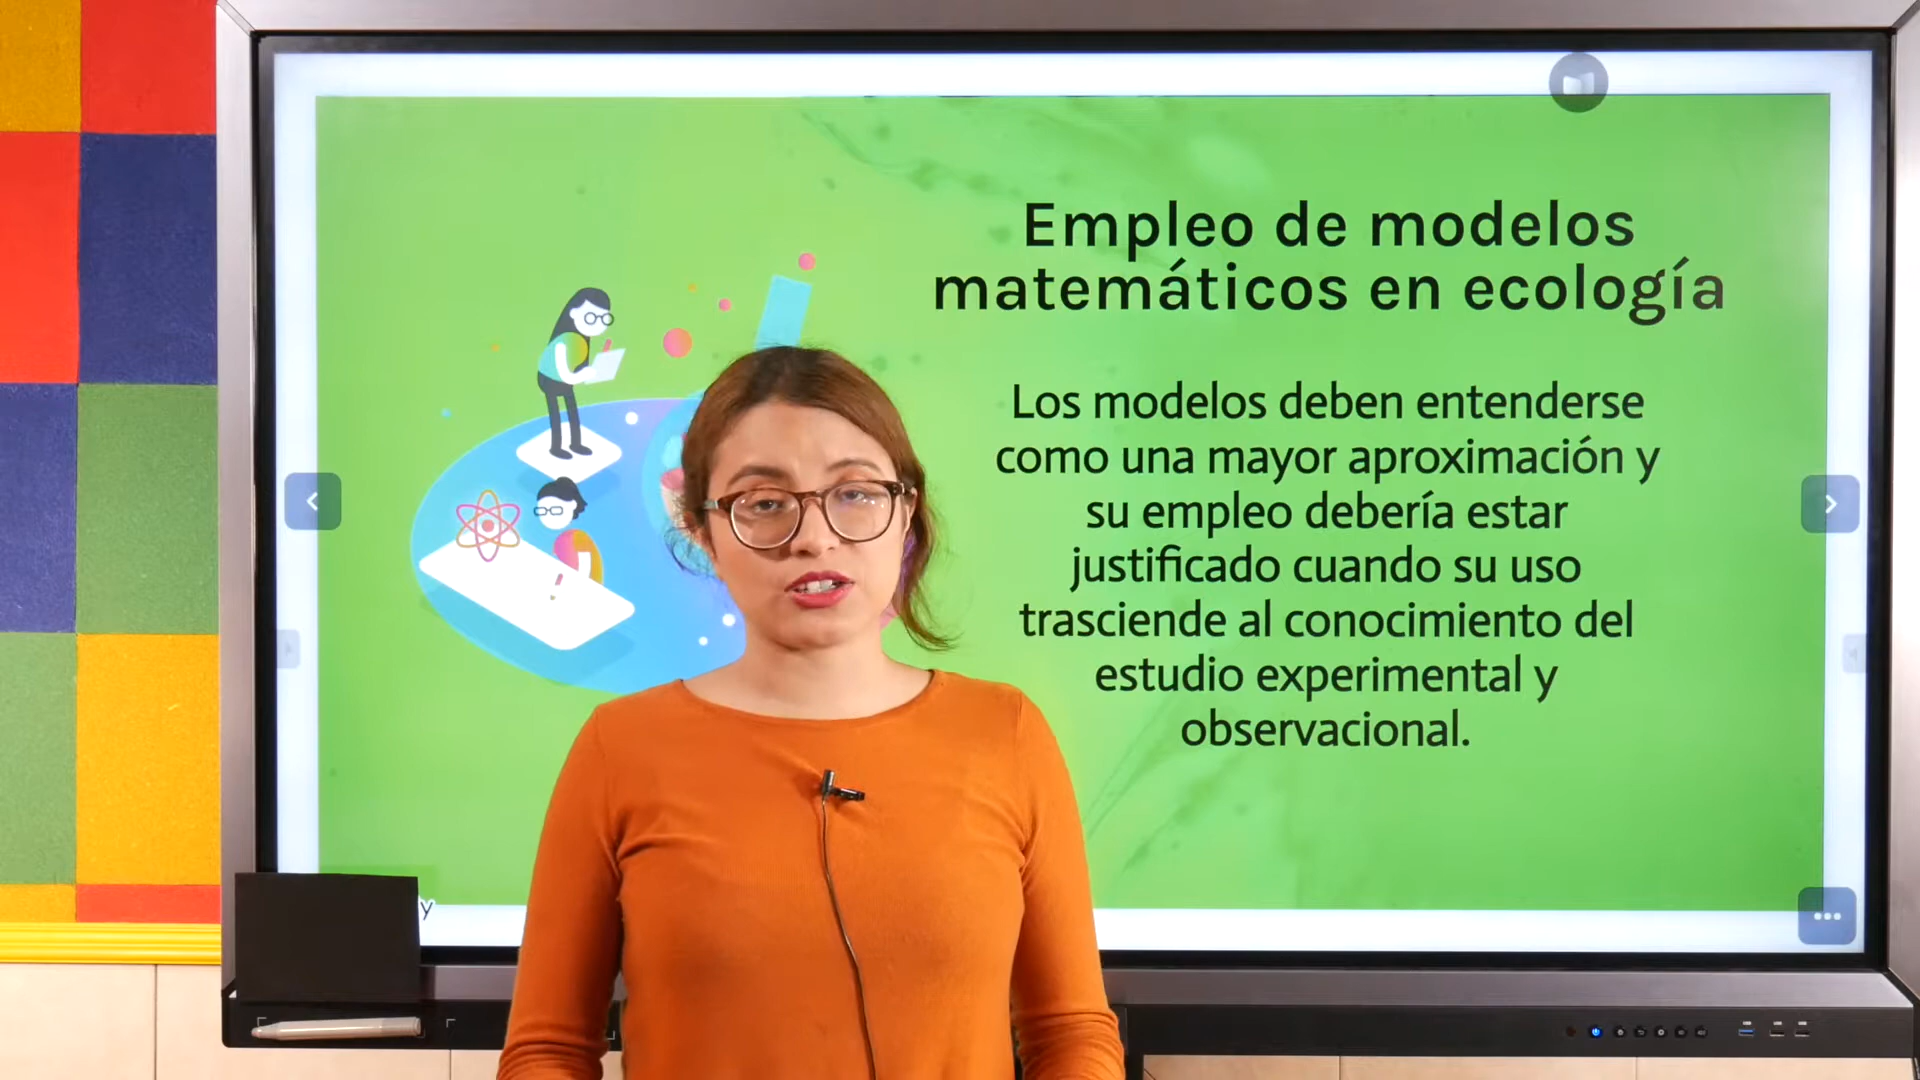 Empleo de modelos
matemáticos en ecología
Los modelos deben entenderse
como una mayor aproximación y
su empleo debería estar
justificado cuando su uso
trasciende al conocimiento del
estudio experimental y
observacional.
y